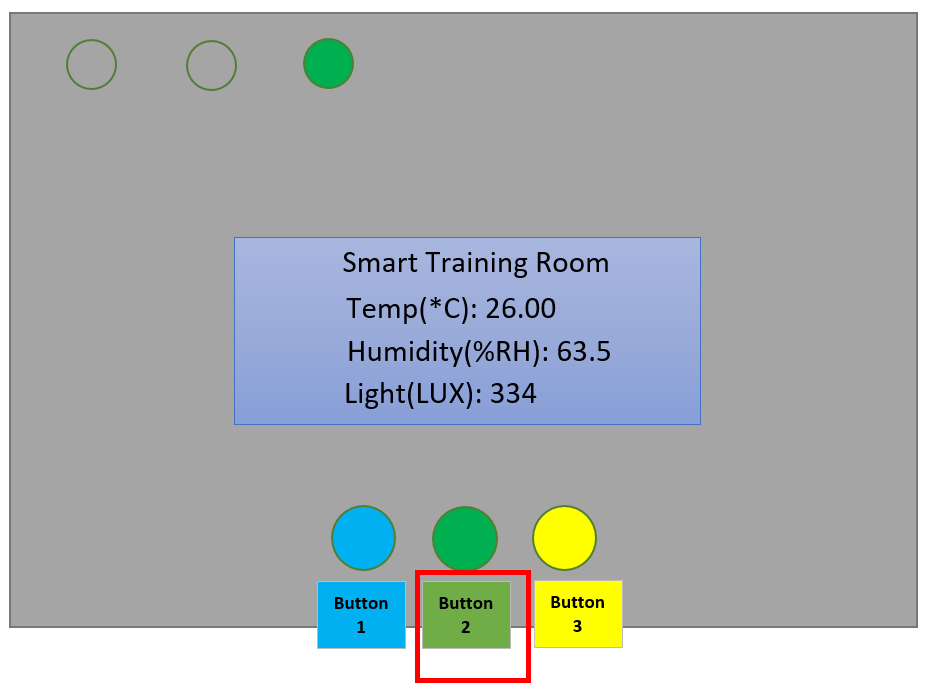 Smart Training Room
Temp(*C): 26.00
Humidity(%RH): 63.5
Light(LUX): 334
Button
1
Button
2
Button
3